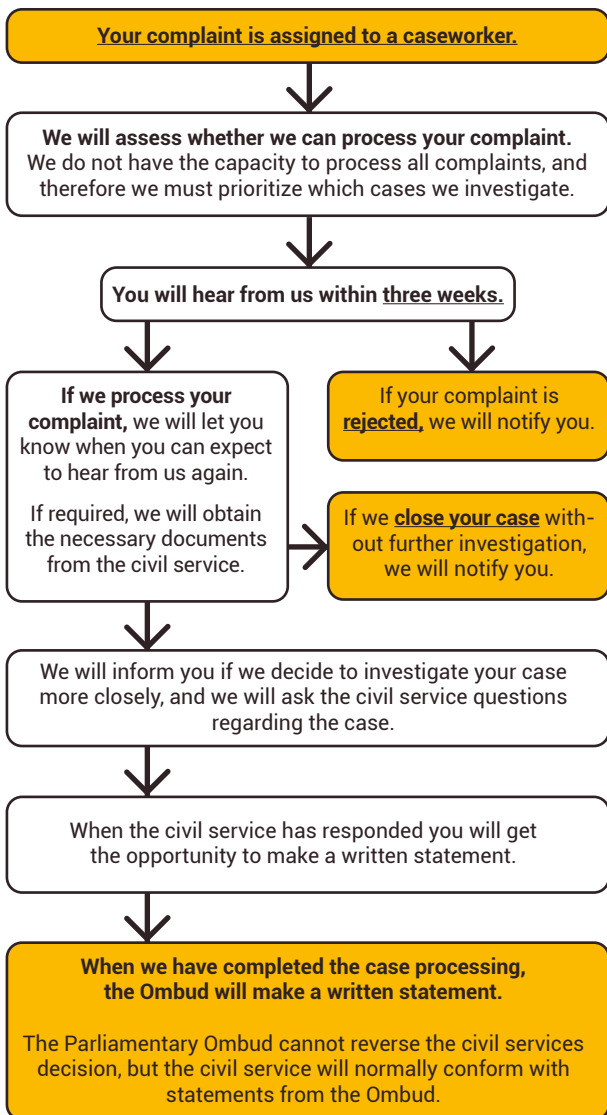 Your complaint is assigned to a caseworker.
We will assess whether we can process your complaint.
We do not have the capacity to process all complaints, and
therefore we must prioritize which cases we investigate.
You will hear from us within three weeks.
If we process your
complaint, we will let you
know when you can expect
to hear from us again.
If required, we will obtain
the necessary documents
from the civil service.
If your complaint is
rejected, we will notify you.
If we close your case with-
out further investigation,
we will notify you.
We will inform you if we decide to investigate your case
more closely, and we will ask the civil service questions
regarding the case.
When the civil service has responded you will get
the opportunity to make a written statement.
When we have completed the case processing,
the Ombud will make a written statement.
The Parliamentary Ombud cannot reverse the civil services
decision, but the civil service will normally conform with
statements from the Ombud.